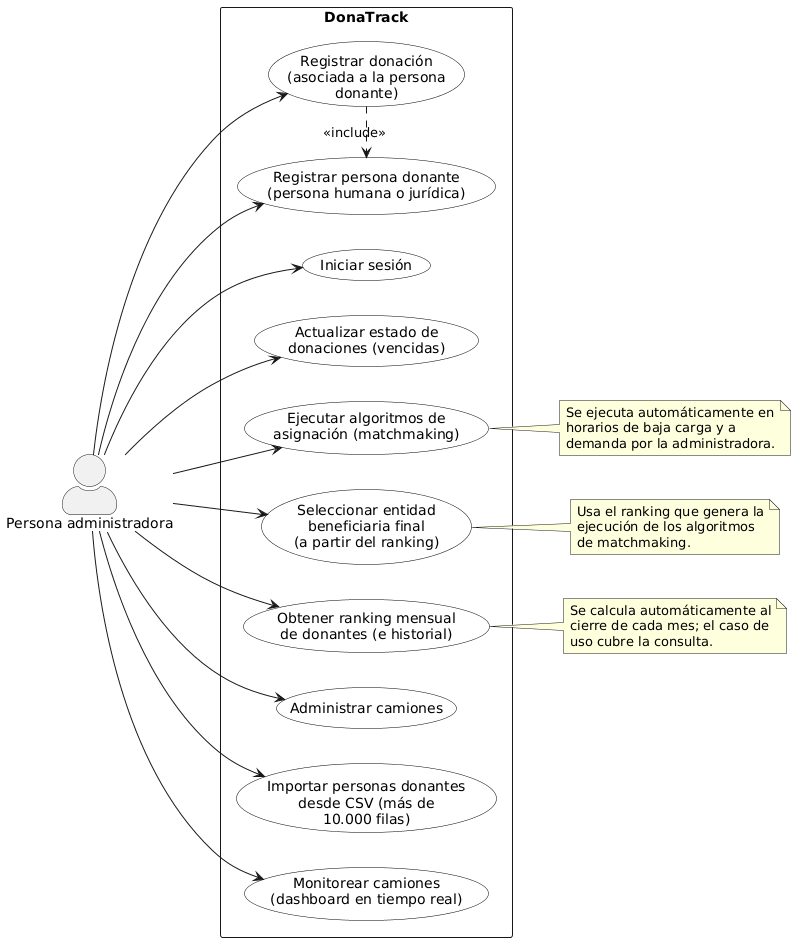 DonaTrack
Registrar donación
(asociada a la persona
donante)
«include»
Registrar persona donante
(persona humana o jurídica)
Iniciar sesión
Actualizar estado de
donaciones (vencidas)
Ejecutar algoritmos de
asignación (matchmaking)
Se ejecuta automáticamente en
horarios de baja carga y a
demanda por la administradora.
Persona administradora
Seleccionar entidad
beneficiaria final
(a partir del ranking)
Usa el ranking que genera la
ejecución de los algoritmos
de matchmaking.
Obtener ranking mensual
de donantes (e historial)
Se calcula automáticamente al
cierre de cada mes; el caso de
uso cubre la consulta.
Administrar camiones
Importar personas donantes
desde CSV (más de
10.000 filas)
Monitorear camiones
(dashboard en tiempo real)